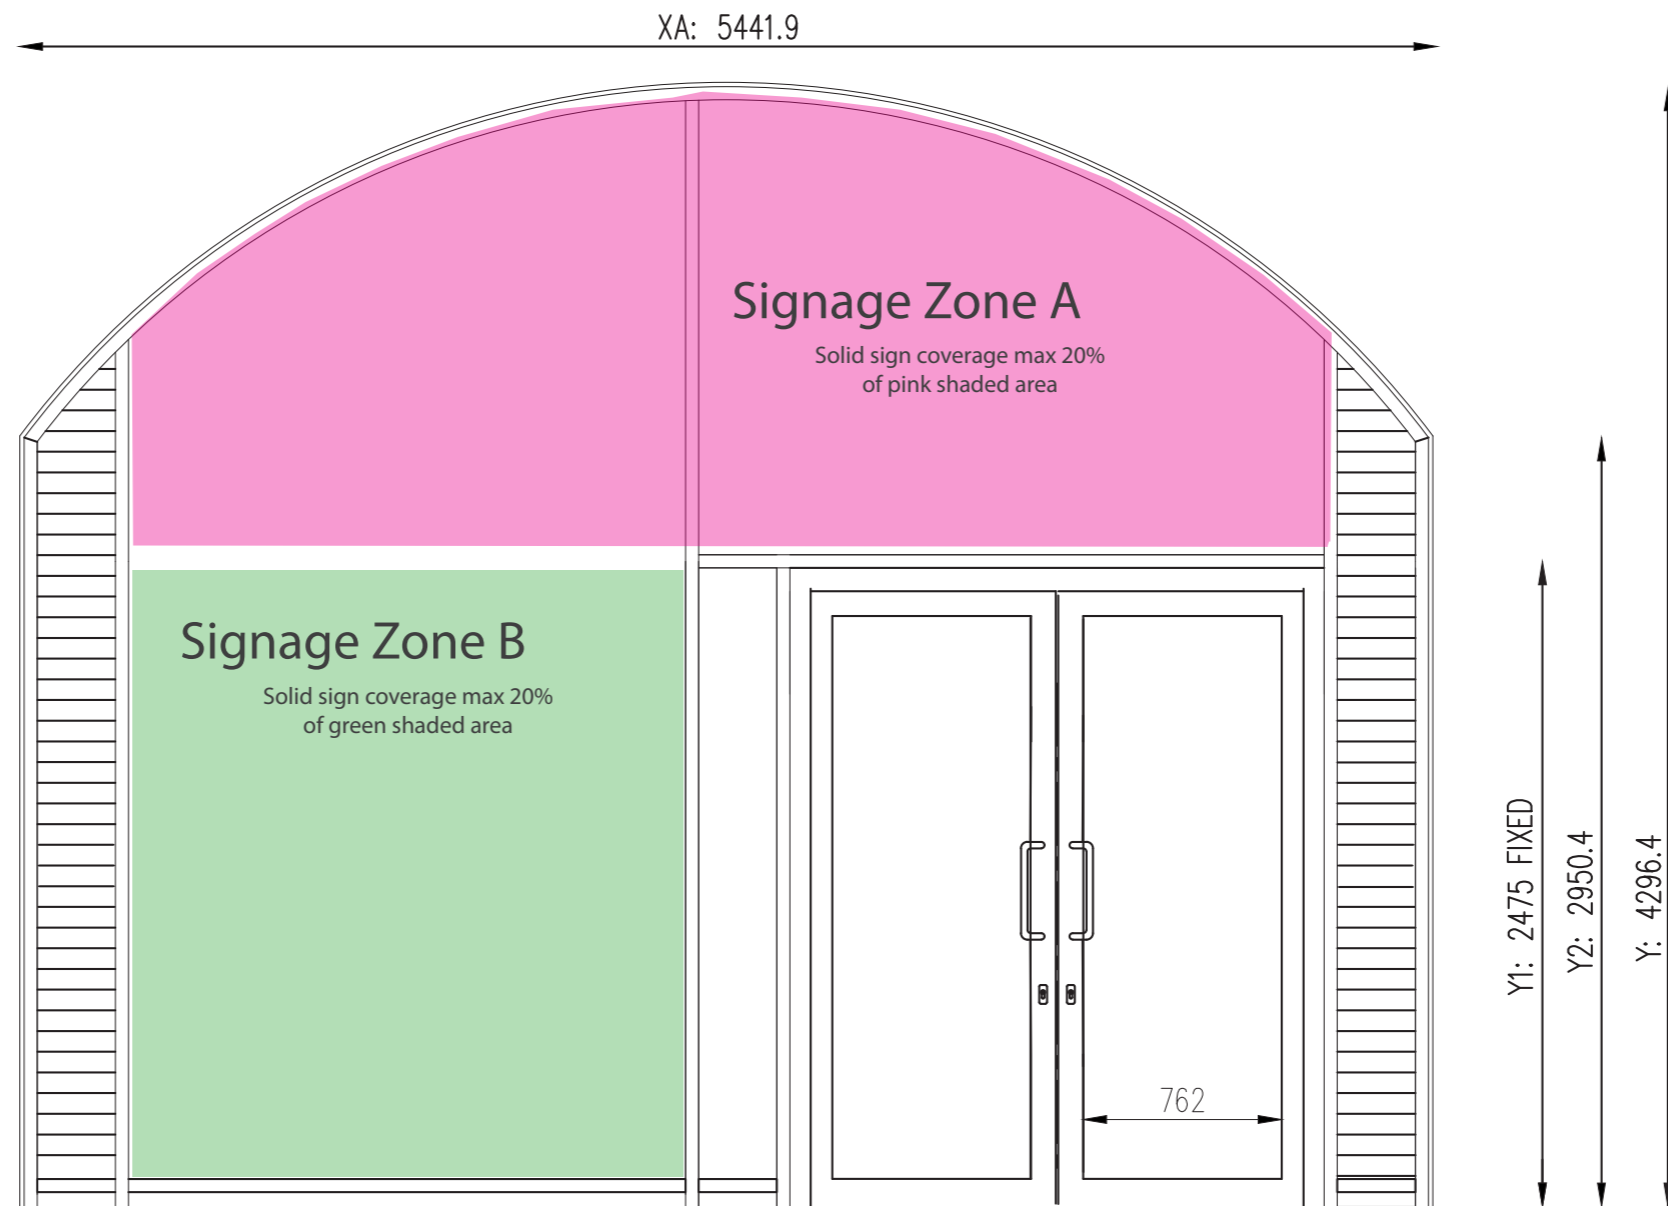 XA: 5441.9
Signage Zone A
Solid sign coverage max 20%
of pink shaded area
Signage Zone B
Solid sign coverage max 20%
of green shaded area
762
Y1: 2475 FIXED
Y2: 2950.4
Y: 4296.4